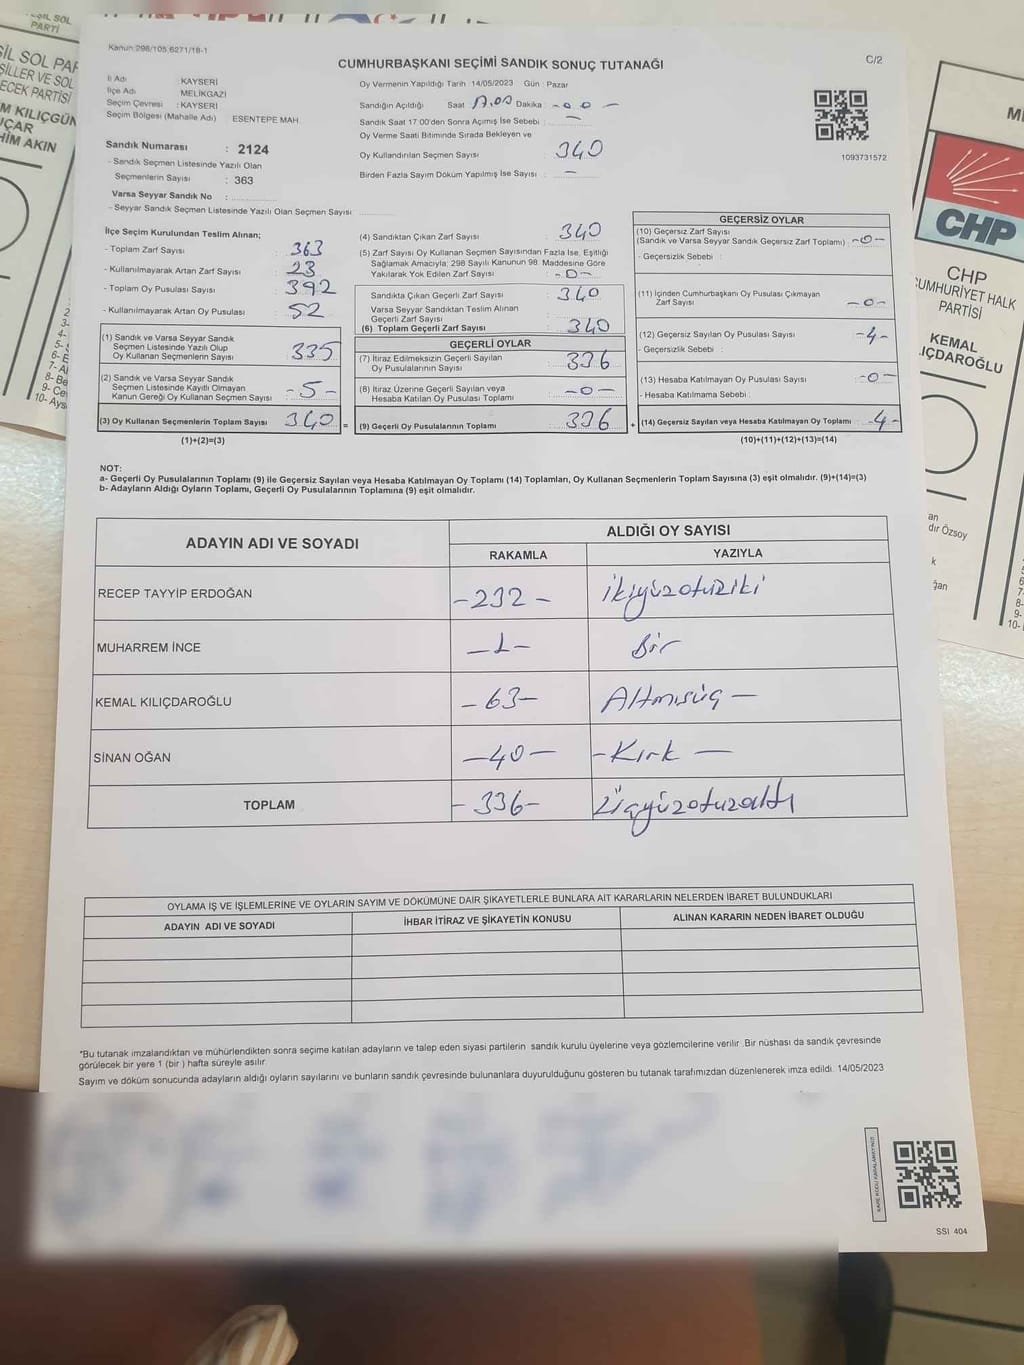 Kanun:298/105,6271/18-1
C/2
CUMHURBAŞKANI SEÇİMİ SANDIK SONUÇ TUTANAĞI
İl Adı : KAYSERİ
İlçe Adı : MELİKGAZİ
Seçim Çevresi : KAYSERİ
Seçim Bölgesi (Mahalle Adı) ESENTEPE MAH.
Sandık Numarası : 2124
- Sandık Seçmen Listesinde Yazılı Olan
Seçmenlerin Sayısı : 363
Varsa Seyyar Sandık No :
- Seyyar Sandık Seçmen Listesinde Yazılı Olan Seçmen Sayısı
Oy Vermenin Yapıldığı Tarih 14/05/2023 Gün : Pazar
Sandığın Açıldığı Saat 17.00 Dakika - 0 0 -
Sandık Saat 17:00'den Sonra Açımış İse Sebebi : -
Oy Verme Saati Bitiminde Sırada Bekleyen ve
Oy Kullandırılan Seçmen Sayısı : 340
Birden Fazla Sayım Döküm Yapılmış İse Sayısı : -
1093731572
İlçe Seçim Kurulundan Teslim Alınan;
- Toplam Zarf Sayısı : 363
- Kullanılmayarak Artan Zarf Sayısı : 23
- Toplam Oy Pusulası Sayısı : 392
- Kullanılmayarak Artan Oy Pusulası : 52
(1) Sandık ve Varsa Seyyar Sandık
Seçmen Listesinde Yazılı Olup
Oy Kullanan Seçmenlerin Sayısı : 335
(2) Sandık ve Varsa Seyyar Sandık
Seçmen Listesinde Kayıtlı Olmayan
Kanun Gereği Oy Kullanan Seçmen Sayısı : -5-
(3) Oy Kullanan Seçmenlerin Toplam Sayısı : 340
(1)+(2)=(3)
(4) Sandıktan Çıkan Zarf Sayısı : 340
(5) Zarf Sayısı Oy Kullanan Seçmen Sayısından Fazla İse, Eşitliği
Sağlamak Amacıyla; 298 Sayılı Kanunun 98. Maddesine Göre
Yakılarak Yok Edilen Zarf Sayısı : -0-
Sandıkta Çıkan Geçerli Zarf Sayısı : 340
Varsa Seyyar Sandıktan Teslim Alınan
Geçerli Zarf Sayısı
(6) Toplam Geçerli Zarf Sayısı : 340
GEÇERLİ OYLAR
(7) İtiraz Edilmeksizin Geçerli Sayılan
Oy Pusulasının Sayısı : 336
(8) İtiraz Üzerine Geçerli Sayılan veya
Hesaba Katılan Oy Pusulası Toplamı : -0-
= (9) Geçerli Oy Pusulalarının Toplamı : 336
GEÇERSİZ OYLAR
(10) Geçersiz Zarf Sayısı
(Sandık ve Varsa Seyyar Sandık Geçersiz Zarf Toplamı) : -0-
- Geçersizlik Sebebi :
(11) İçinden Cumhurbaşkanı Oy Pusulası Çıkmayan
Zarf Sayısı : -0-
(12) Geçersiz Sayılan Oy Pusulası Sayısı : -4-
- Geçersizlik Sebebi :
(13) Hesaba Katılmayan Oy Pusulası Sayısı : -0-
- Hesaba Katılmama Sebebi :
+ (14) Geçersiz Sayılan veya Hesaba Katılmayan Oy Toplamı : -4-
(10)+(11)+(12)+(13)=(14)
NOT:
a- Geçerli Oy Pusulalarının Toplamı (9) ile Geçersiz Sayılan veya Hesaba Katılmayan Oy Toplamı (14) Toplamları, Oy Kullanan Seçmenlerin Toplam Sayısına (3) eşit olmalıdır. (9)+(14)=(3)
b- Adayların Aldığı Oyların Toplamı, Geçerli Oy Pusulalarının Toplamına (9) eşit olmalıdır.
ADAYIN ADI VE SOYADI ALDIĞI OY SAYISI
RAKAMLA YAZIYLA
RECEP TAYYİP ERDOĞAN -232- ikiyüzotuziki
MUHARREM İNCE -1- Bir
KEMAL KILIÇDAROĞLU -63- Altmışüç -
SİNAN OĞAN -40- -Kırk -
TOPLAM -336- üçyüzotuzaltı
OYLAMA İŞ VE İŞLEMLERİNE VE OYLARIN SAYIM VE DÖKÜMÜNE DAİR ŞİKAYETLERLE BUNLARA AİT KARARLARIN NELERDEN İBARET BULUNDUKLARI
ADAYIN ADI VE SOYADI İHBAR İTİRAZ VE ŞİKAYETİN KONUSU ALINAN KARARIN NEDEN İBARET OLDUĞU
*Bu tutanak imzalandıktan ve mühürlendikten sonra seçime katılan adayların ve talep eden siyasi partilerin sandık kurulu üyelerine veya gözlemcilerine verilir. Bir nüshası da sandık çevresinde
görülecek bir yere 1 (bir) hafta süreyle asılır.
Sayım ve döküm sonucunda adayların aldığı oyların sayılarını ve bunların sandık çevresinde bulunanlara duyurulduğunu gösteren bu tutanak tarafımızdan düzenlenerek imza edildi. 14/05/2023
KARE KODU KARALAMAYINIZ!
SSI 404
YEŞİL SOL
PARTİ
CHP
CHP
CUMHURİYET HALK
PARTİSİ
KEMAL
KILIÇDAROĞLU